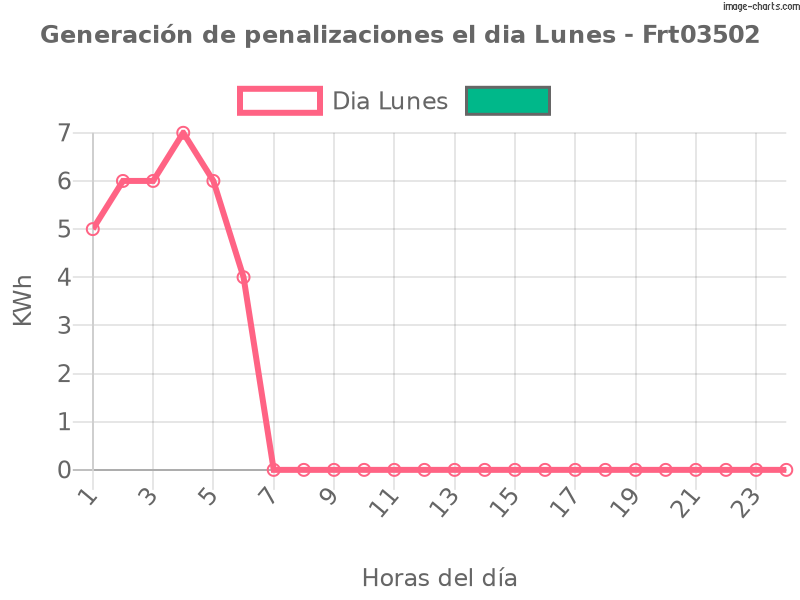 image-charts.com
Generación de penalizaciones el dia Lunes - Frt03502
Dia Lunes
7
6
5
4
3
2
1
0
KWh
1 3 5 7 9 11 13 15 17 19 21 23
Horas del día